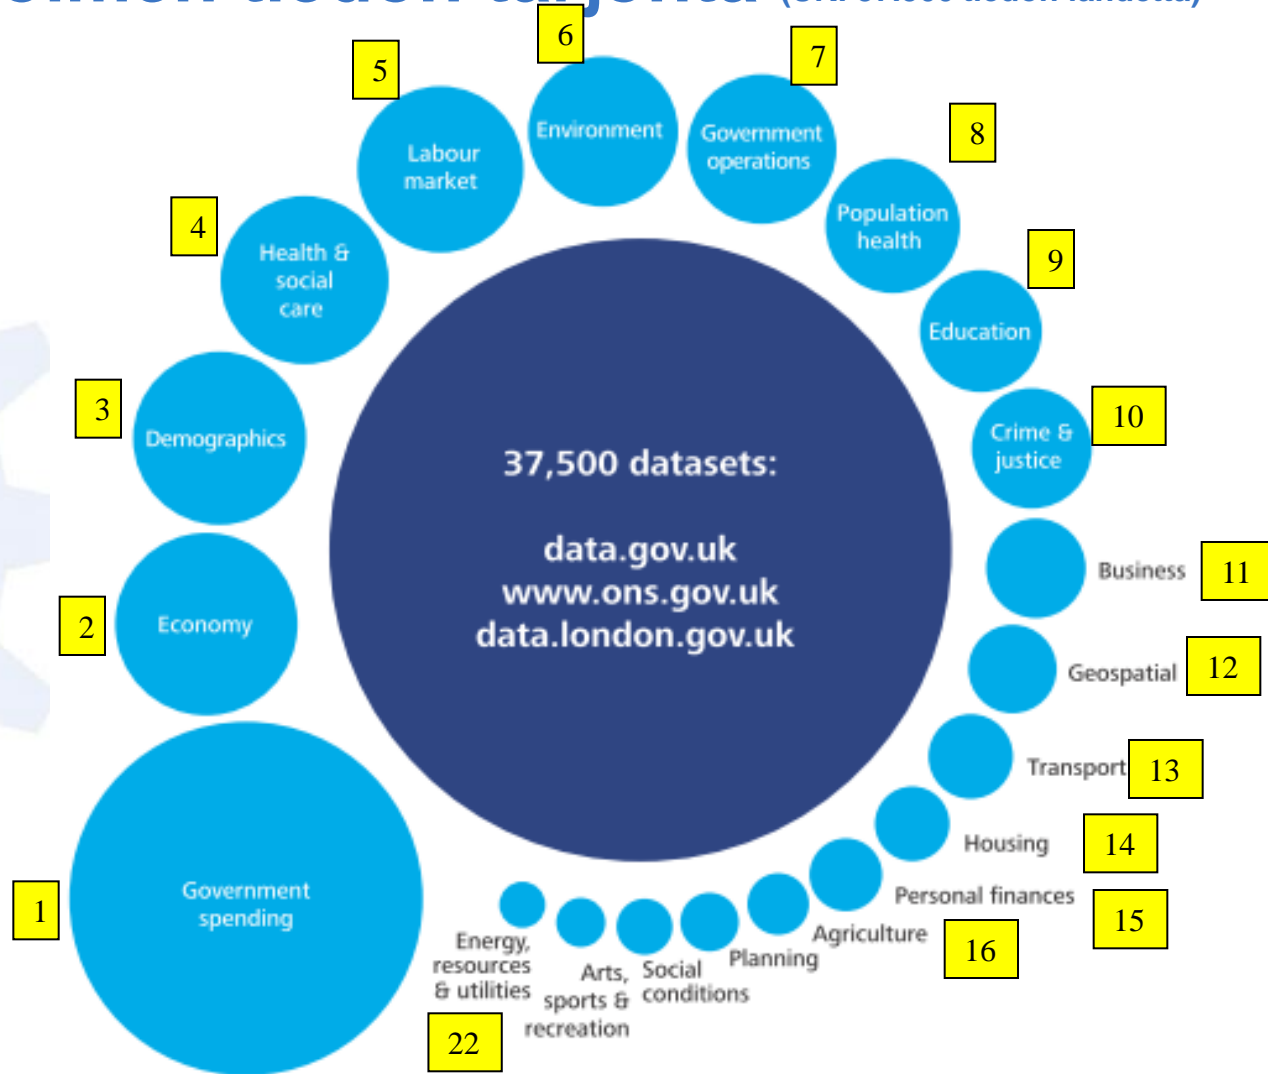 6
7
5
8
Environment
Government
operations
Labour
market
4
Population
health
9
Health &
social
care
Education
3
10
Demographics
Crime &
justice
37,500 datasets:
data.gov.uk
www.ons.gov.uk
data.london.gov.uk
Business
11
2
Economy
Geospatial
12
Transport
13
Housing
14
1
Government
spending
Personal finances
15
Agriculture
16
Planning
Social
conditions
Arts,
sports &
recreation
Energy,
resources
& utilities
22